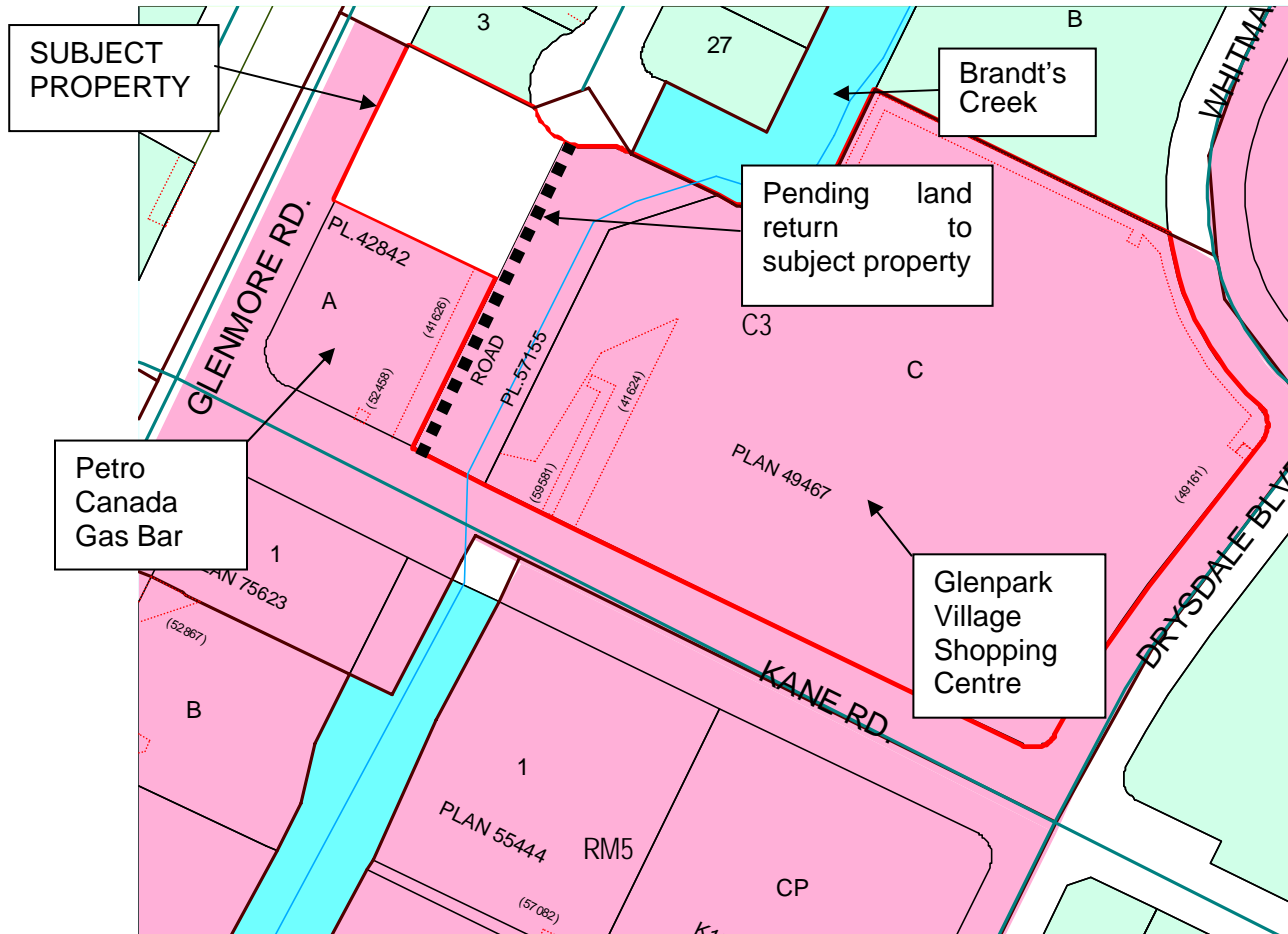 SUBJECT
PROPERTY
3
27
B
WHITMA
Brandt's
Creek
Pending land
return to
subject property
GLENMORE RD.
PL.42842
A
(41626)
(52458)
ROAD
PL.57155
C3
C
(41624)
(59581)
PLAN 49467
(49161)
Petro
Canada
Gas Bar
1
LAN 75623
(52867)
B
Glenpark
Village
Shopping
Centre
DRYSDALE BLV
KANE RD.
1
PLAN 55444
RM5
CP
(57082)